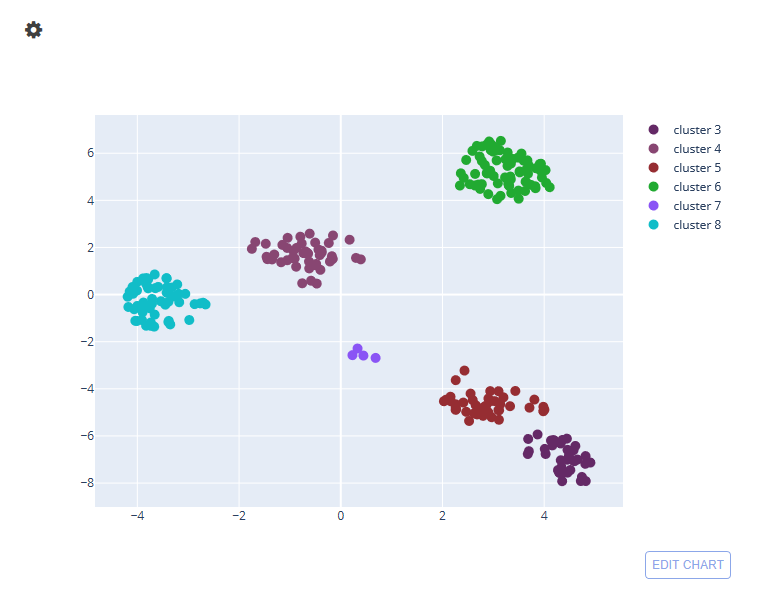 cluster 3
cluster 4
cluster 5
cluster 6
cluster 7
cluster 8
6
4
2
0
−2
−4
−6
−8
−4 −2 0 2 4
EDIT CHART